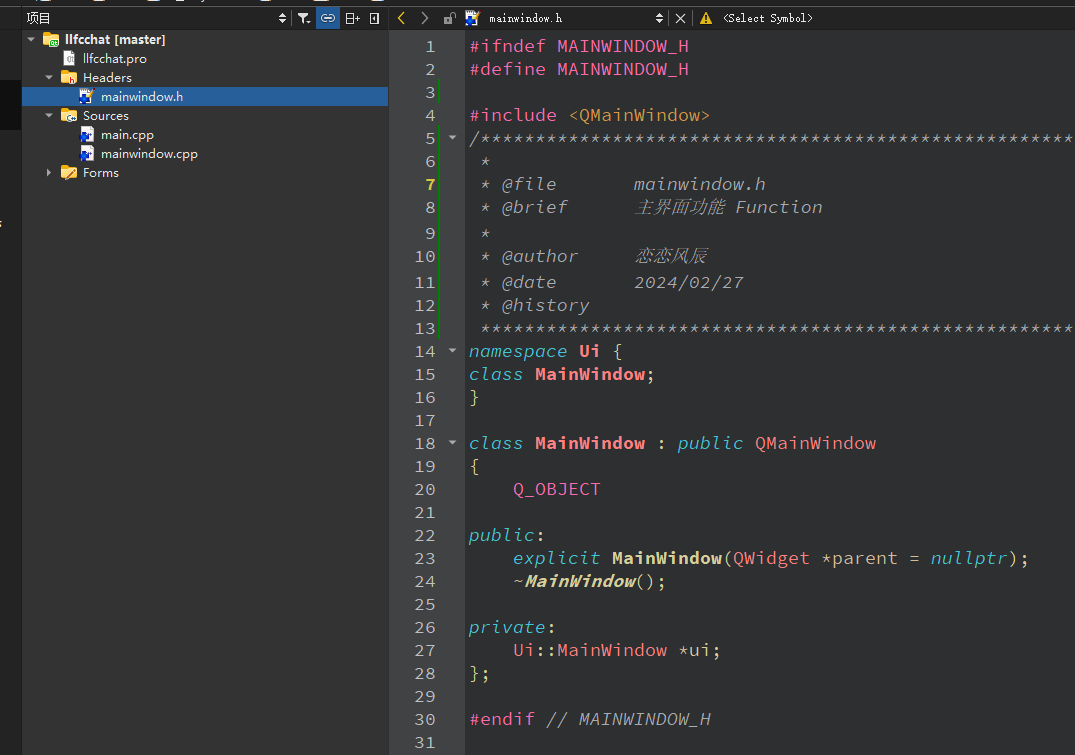 项目
mainwindow.h
<Select Symbol>
llfcchat [master]
llfcchat.pro
Headers
mainwindow.h
Sources
main.cpp
mainwindow.cpp
Forms
1 #ifndef MAINWINDOW_H
2 #define MAINWINDOW_H
3
4 #include <QMainWindow>
5 /******************************************************
6 *
7 * @file mainwindow.h
8 * @brief 主界面功能 Function
9 *
10 * @author 恋恋风辰
11 * @date 2024/02/27
12 * @history
13 ******************************************************
14 namespace Ui {
15 class MainWindow;
16 }
17
18 class MainWindow : public QMainWindow
19 {
20 Q_OBJECT
21
22 public:
23 explicit MainWindow(QWidget *parent = nullptr);
24 ~MainWindow();
25
26 private:
27 Ui::MainWindow *ui;
28 };
29
30 #endif // MAINWINDOW_H
31